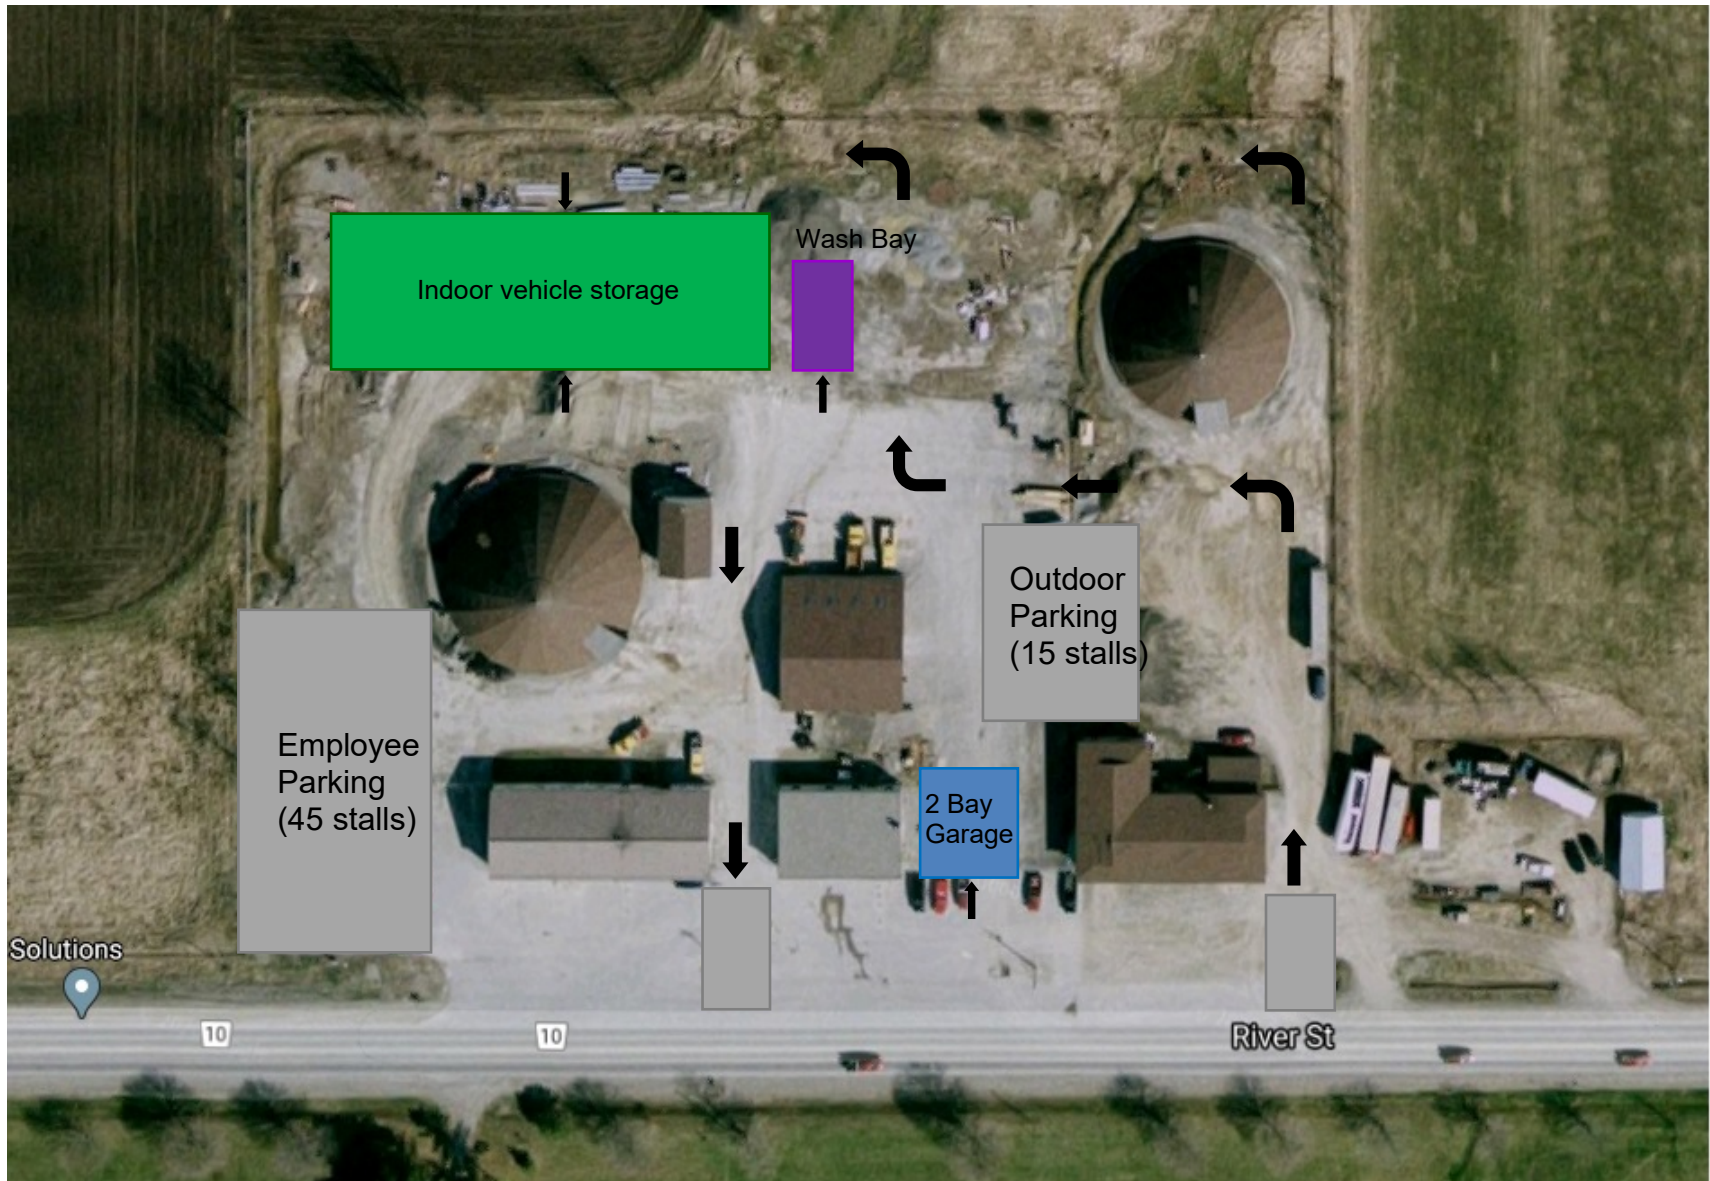 Wash Bay
Indoor vehicle storage
Outdoor
Parking
(15 stalls)
Employee
Parking
(45 stalls)
2 Bay
Garage
Solutions
10
10
River St